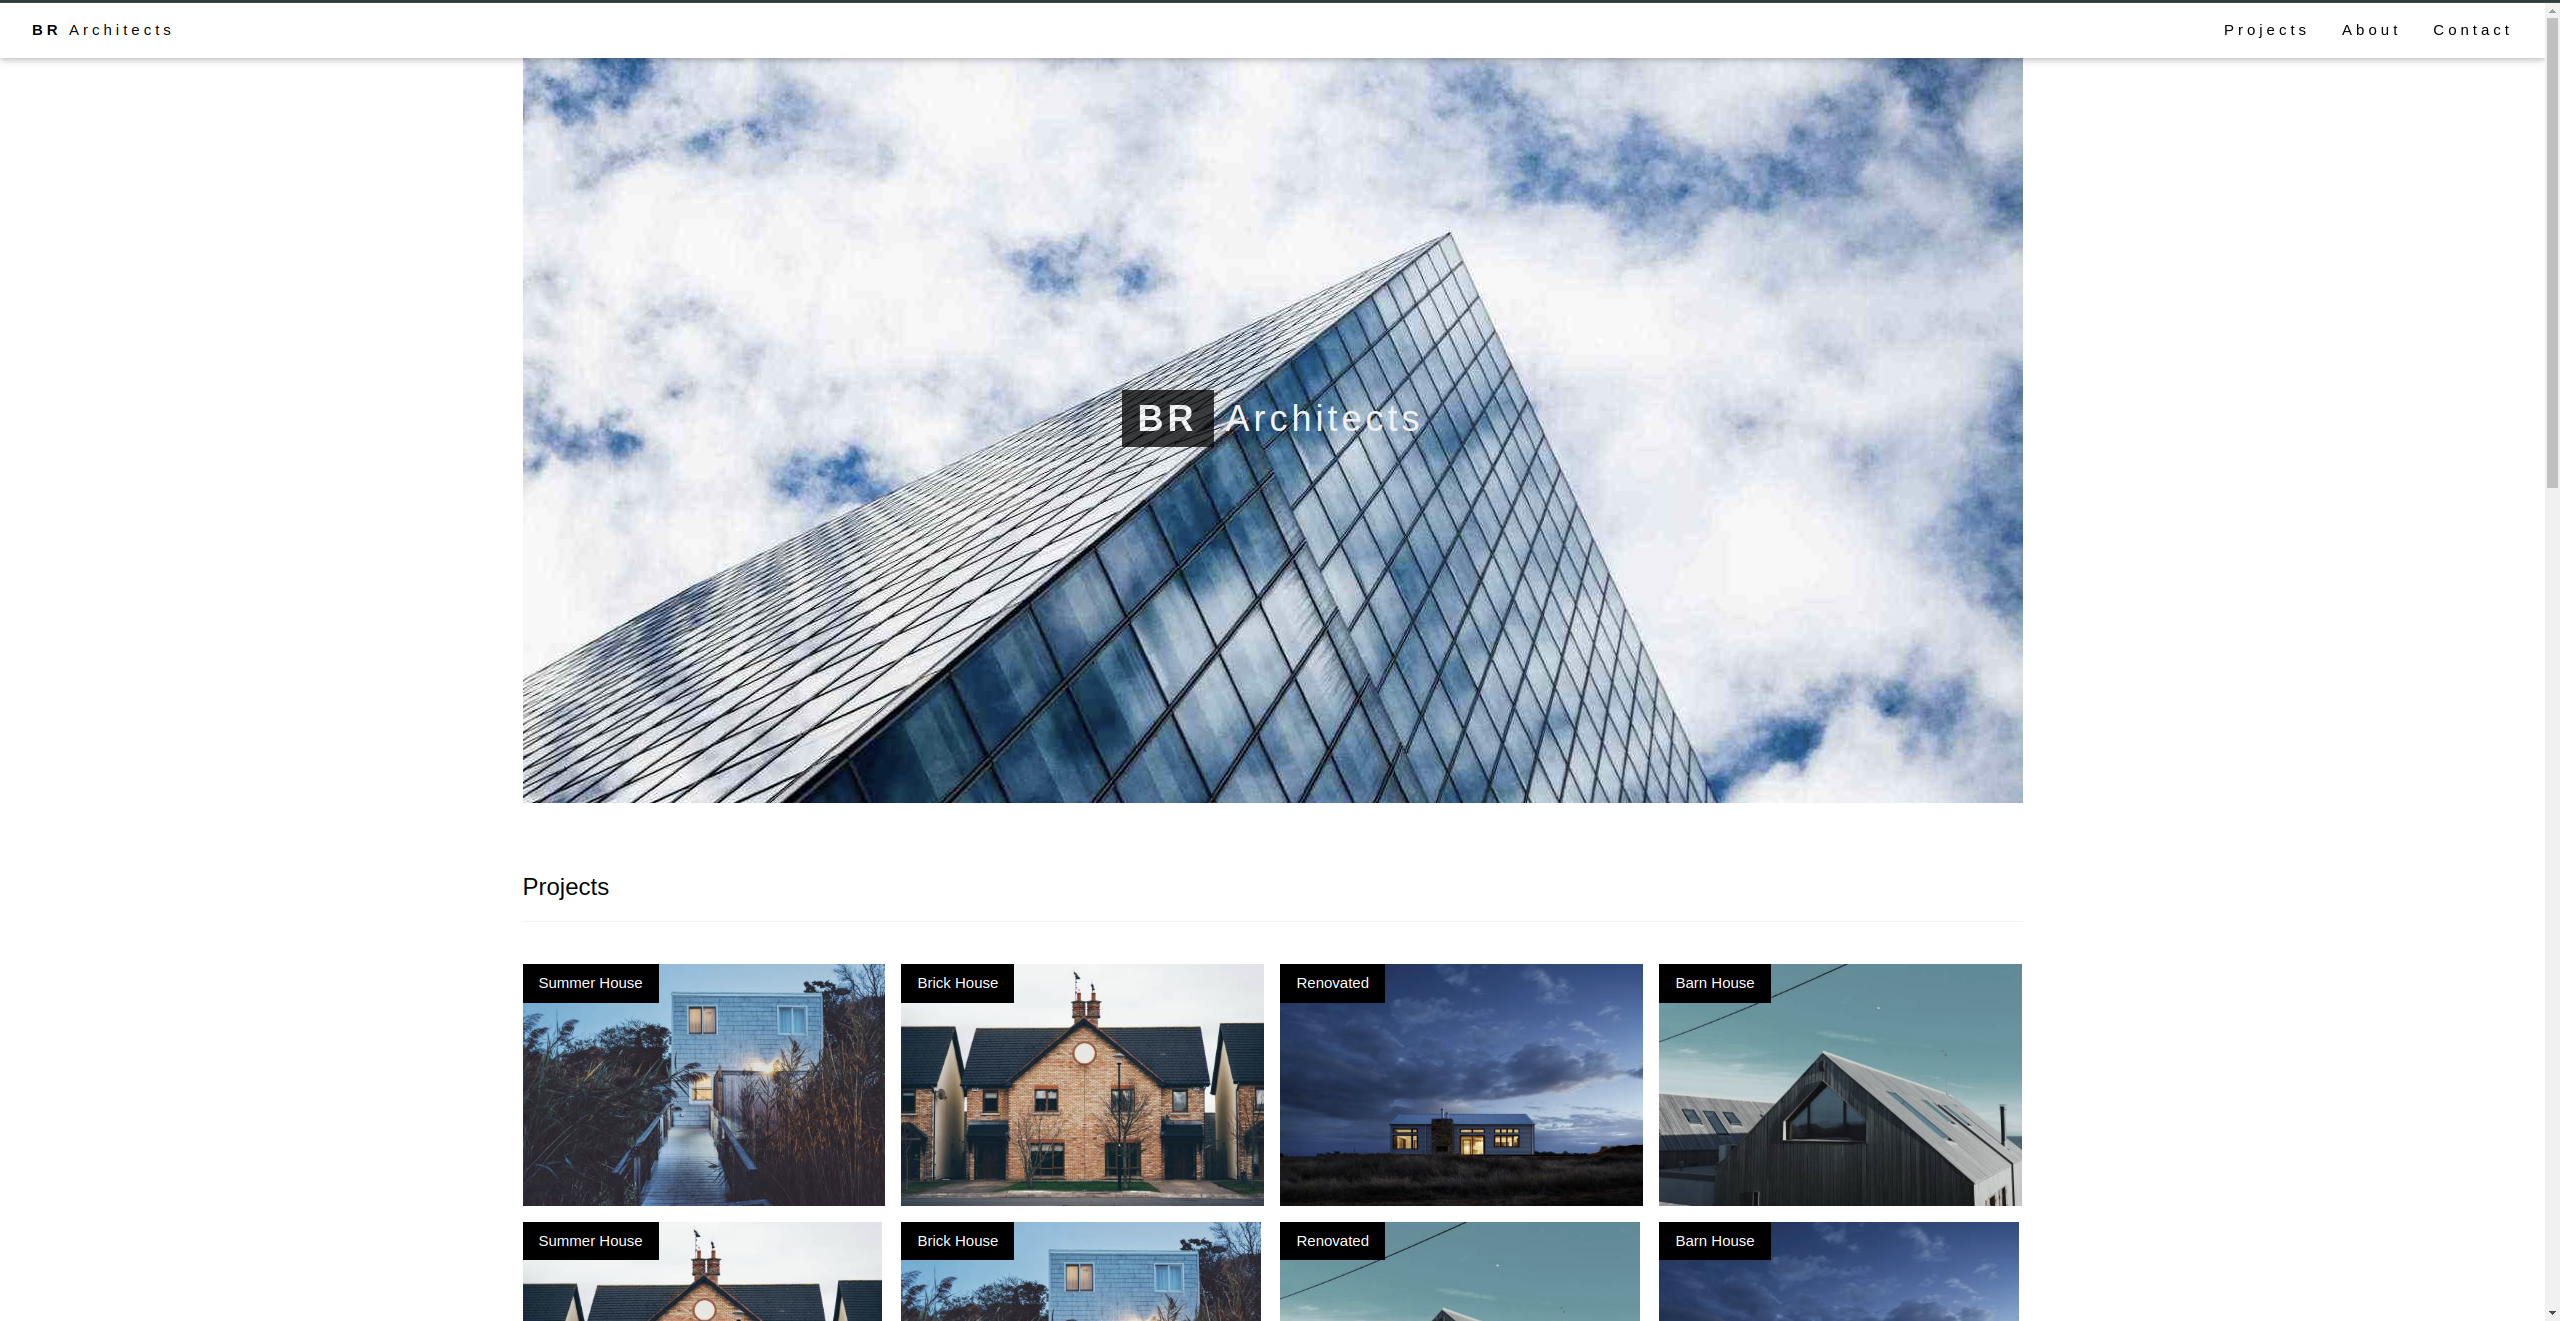 BR Architects
Projects About Contact
BR Architects
Projects
Summer House
Brick House
Renovated
Barn House
Summer House
Brick House
Renovated
Barn House